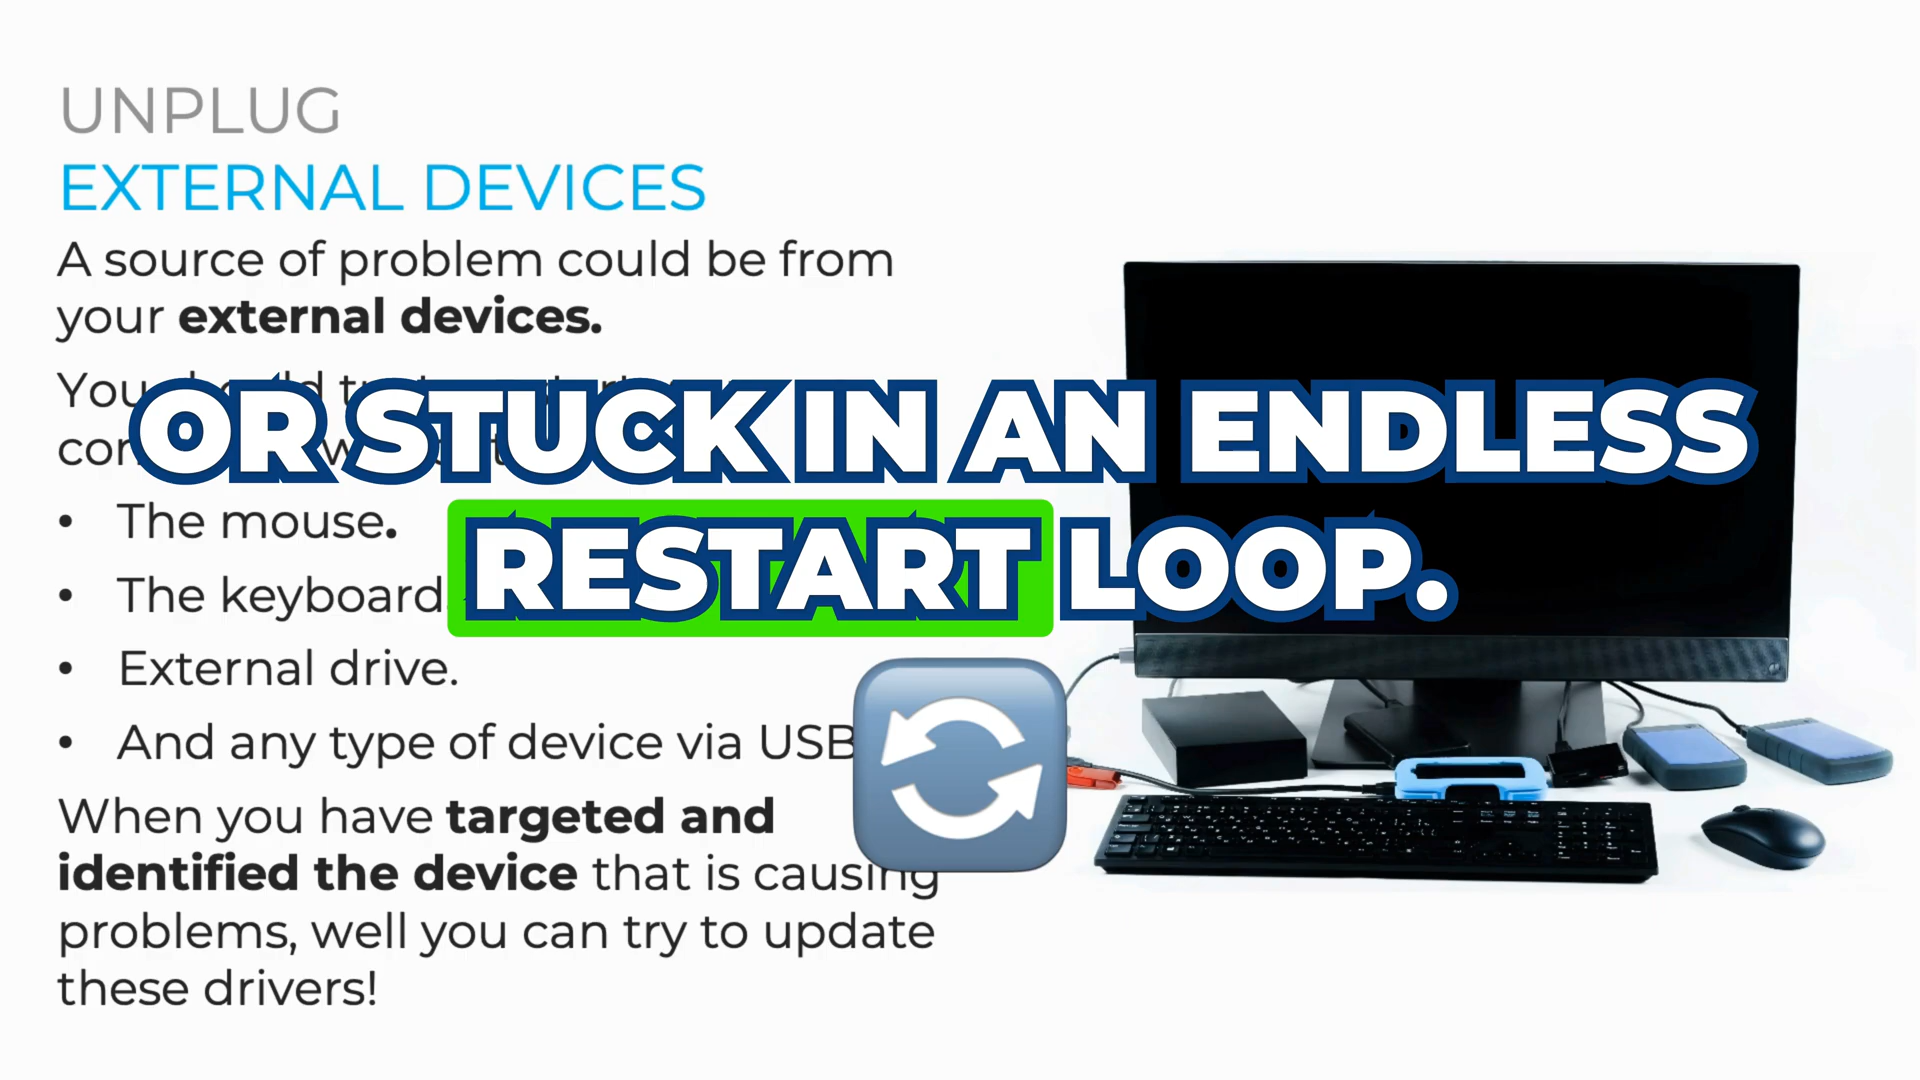 UNPLUG
EXTERNAL DEVICES
A source of problem could be from
your external devices.
You
OR STUCK IN AN ENDLESS
• The mouse.
RESTART LOOP.
• The keyboard.
• External drive.
• And any type of device via USB
When you have targeted and
identified the device that is causing
problems, well you can try to update
these drivers!